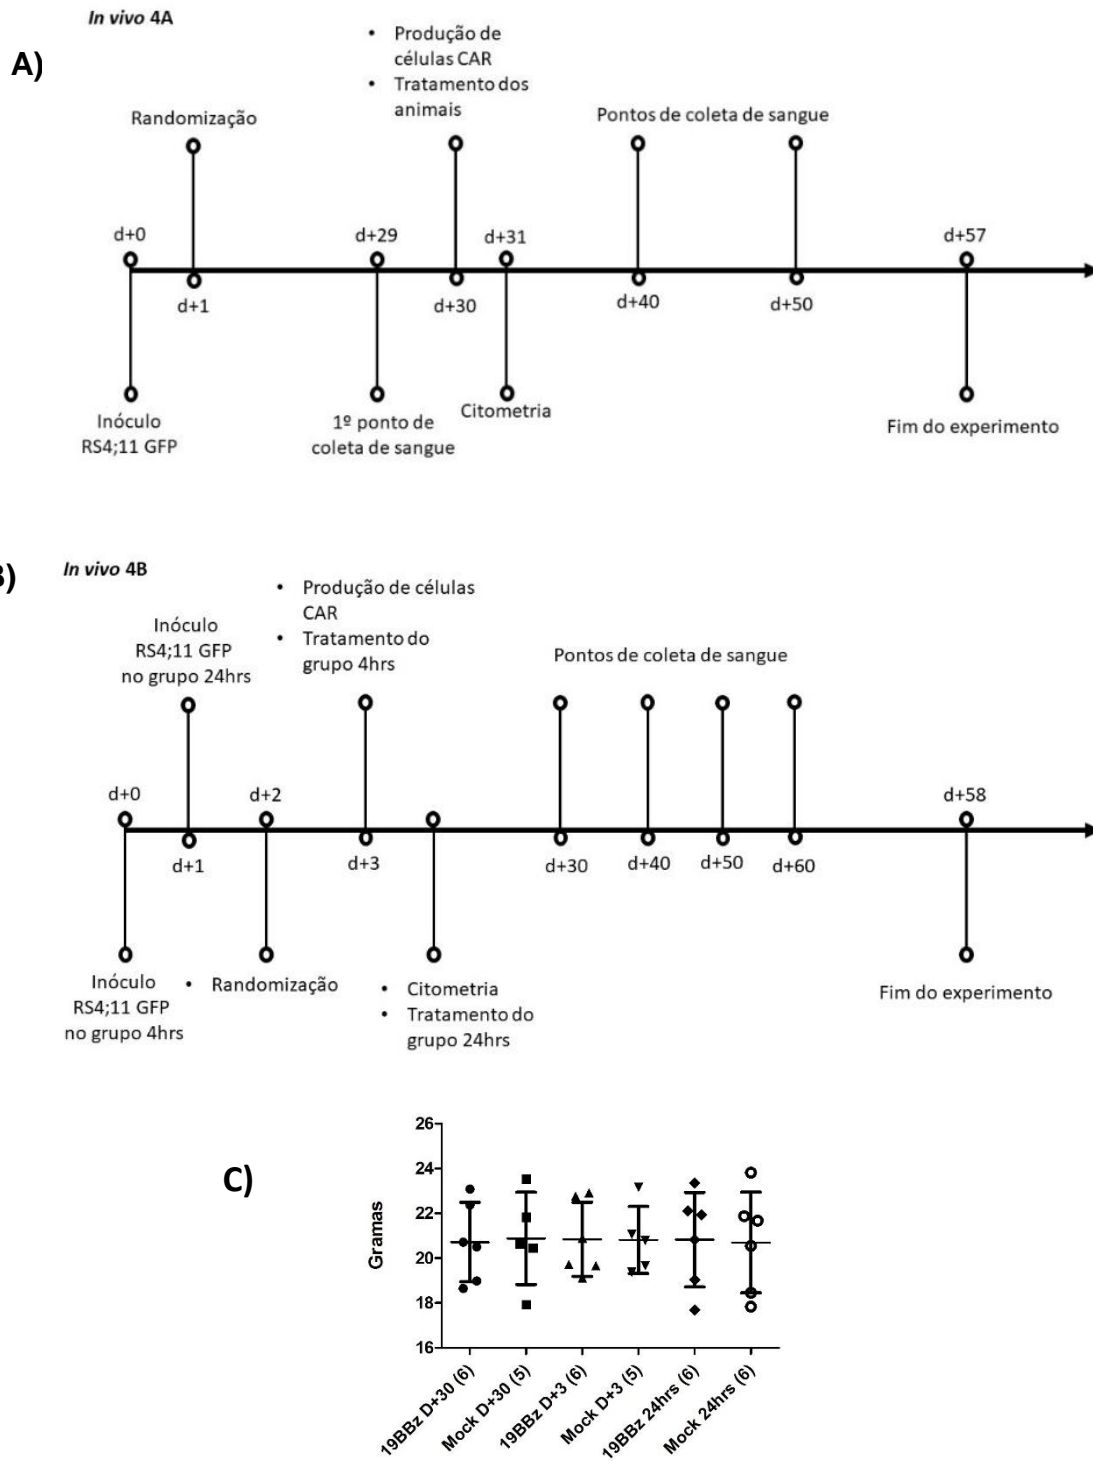 In vivo 4A
A)
• Produção de
células CAR
• Tratamento dos
animais
Randomização
Pontos de coleta de sangue
d+0
d+29
d+31
d+57
d+1
d+30
d+40
d+50
Inóculo
RS4;11 GFP
1º ponto de
coleta de sangue
Citometria
Fim do experimento
B)
In vivo 4B
• Produção de células
CAR
• Tratamento do
grupo 4hrs
Inóculo
RS4;11 GFP
no grupo 24hrs
Pontos de coleta de sangue
d+0
d+2
d+58
d+1
d+3
d+30
d+40
d+50
d+60
Inóculo
RS4;11 GFP
no grupo 4hrs
• Randomização
• Citometria
• Tratamento do
grupo 24hrs
Fim do experimento
C)
Gramas
26
24
22
20
18
16
19BBz D+30 (6)
Mock D+30 (5)
19BBz D+3 (6)
Mock D+3 (5)
19BBz 24hrs (6)
Mock 24hrs (6)